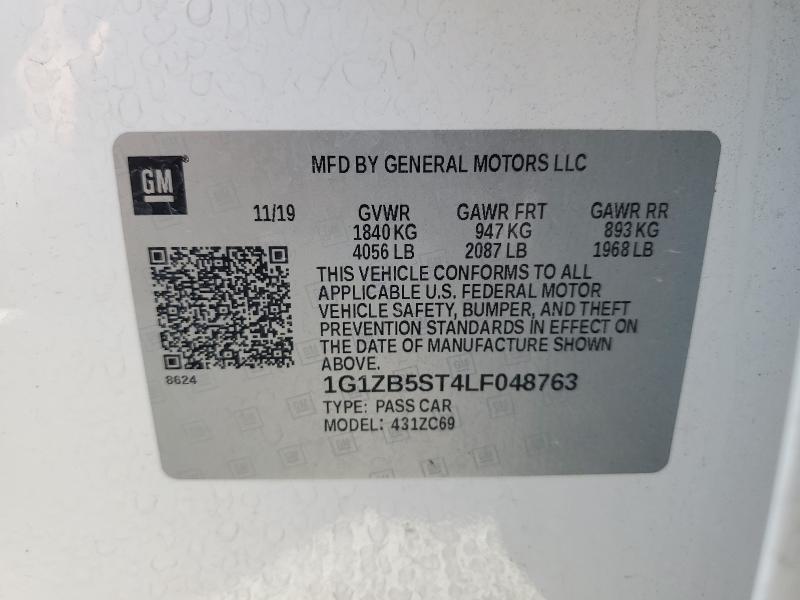 GM
MFD BY GENERAL MOTORS LLC
11/19 GVWR GAWR FRT GAWR RR
1840 KG 947 KG 893 KG
4056 LB 2087 LB 1968 LB
THIS VEHICLE CONFORMS TO ALL
APPLICABLE U.S. FEDERAL MOTOR
VEHICLE SAFETY, BUMPER, AND THEFT
PREVENTION STANDARDS IN EFFECT ON
THE DATE OF MANUFACTURE SHOWN
ABOVE.
8624
1G1ZB5ST4LF048763
TYPE: PASS CAR
MODEL: 431ZC69